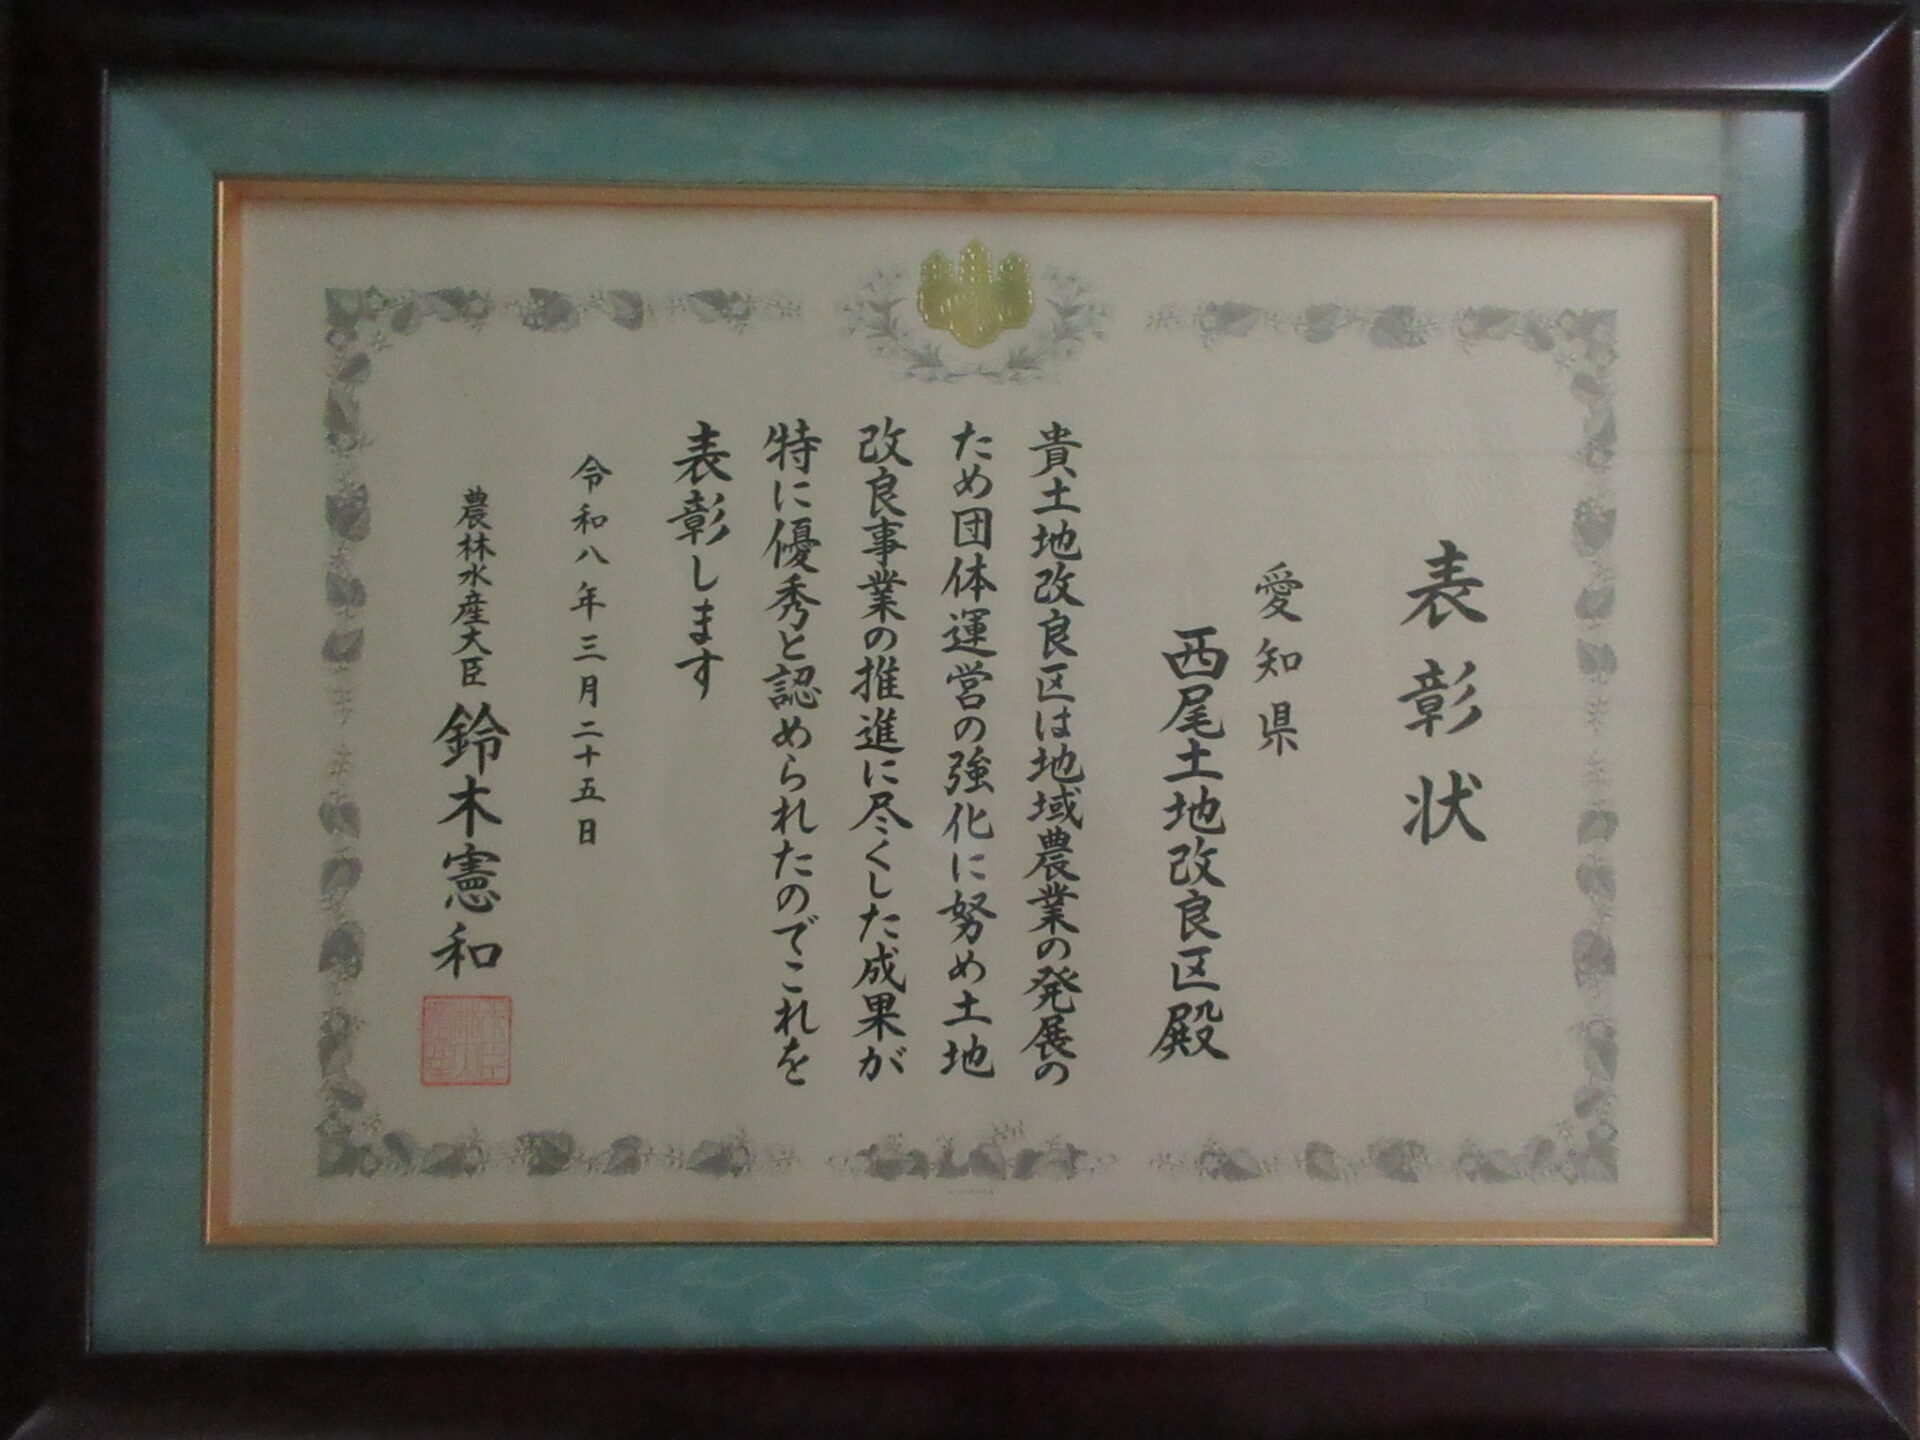 表彰状
愛知県
西尾土地改良区殿
貴土地改良区は地域農業の発展の
ため団体運営の強化に努め土地
改良事業の推進に尽くした成果が
特に優秀と認められたのでこれを
表彰します
令和八年三月二十五日
農林水産大臣 鈴木憲和